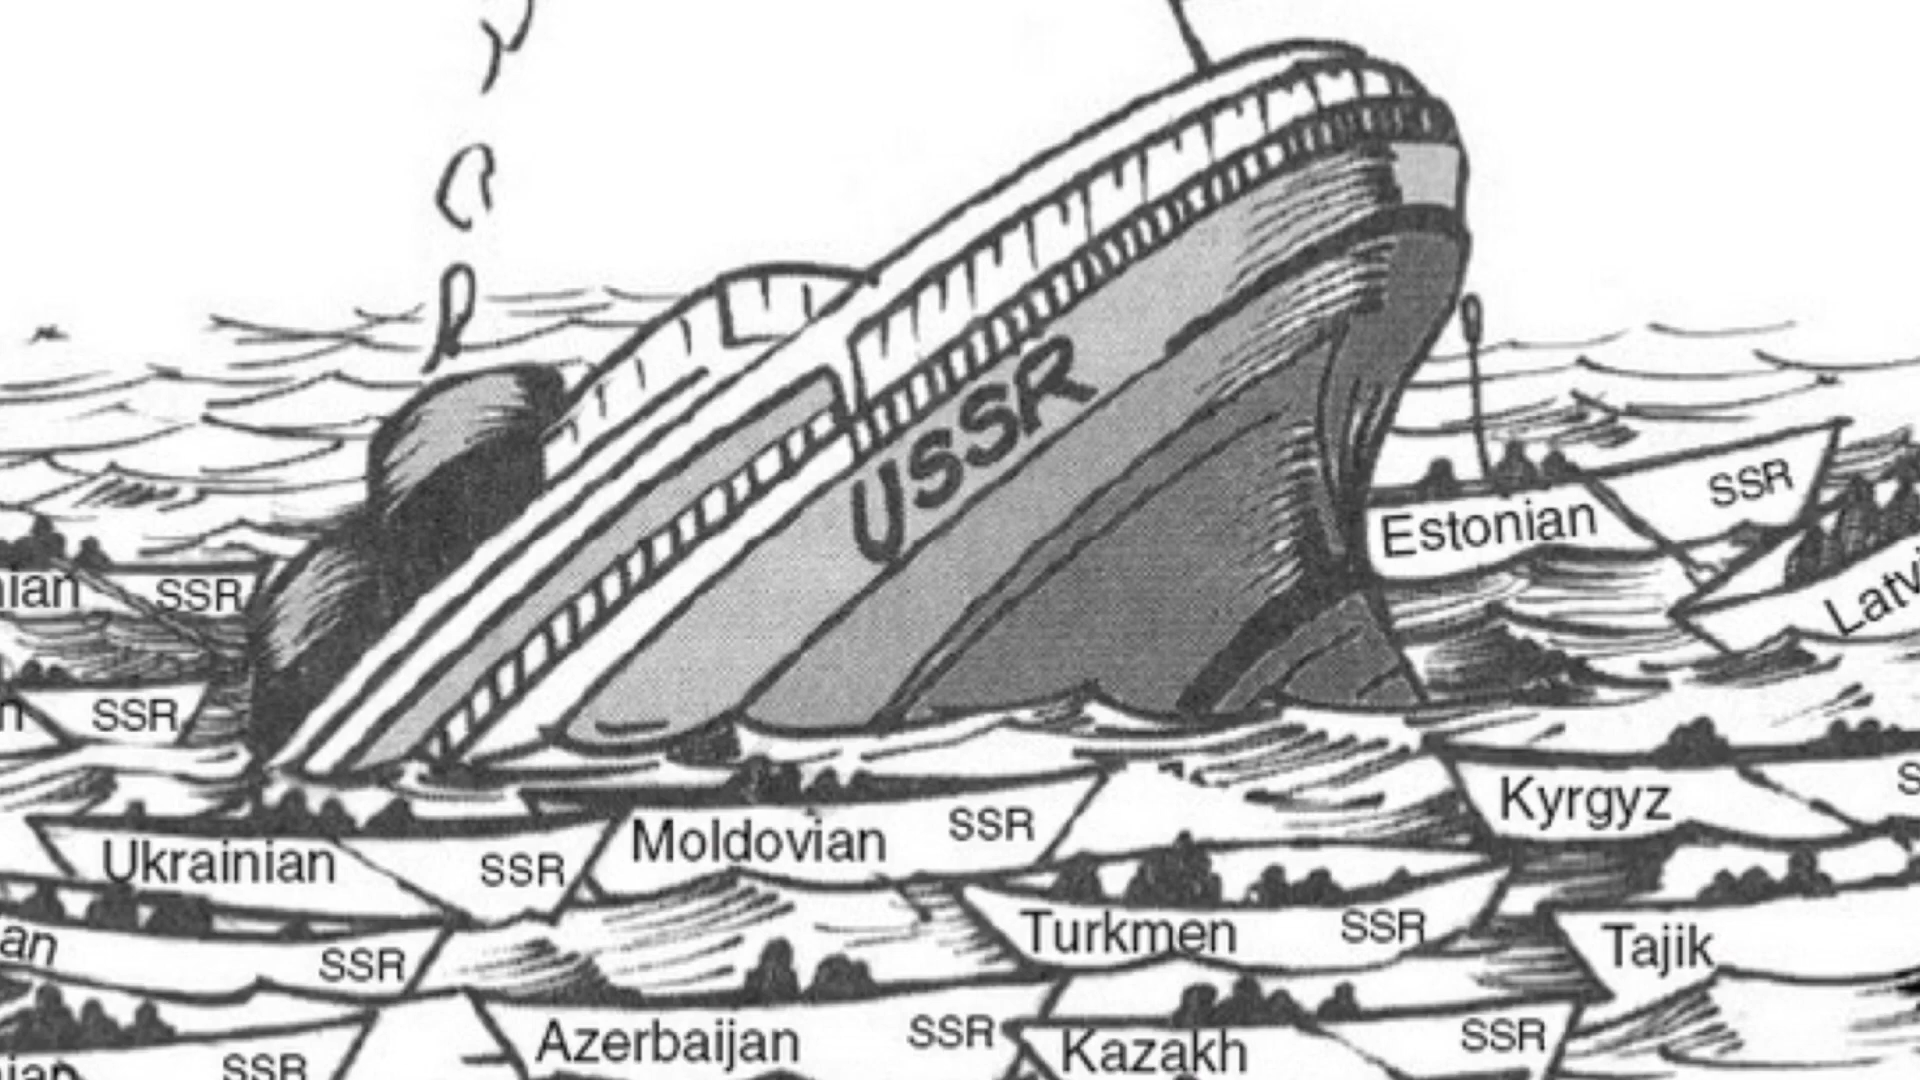 USSR
SSR
Estonian
SSR
SSR
Kyrgyz
Ukrainian
SSR
Moldovian
SSR
Turkmen
SSR
Tajik
SSR
Azerbaijan
SSR
Kazakh
SSR
SSR